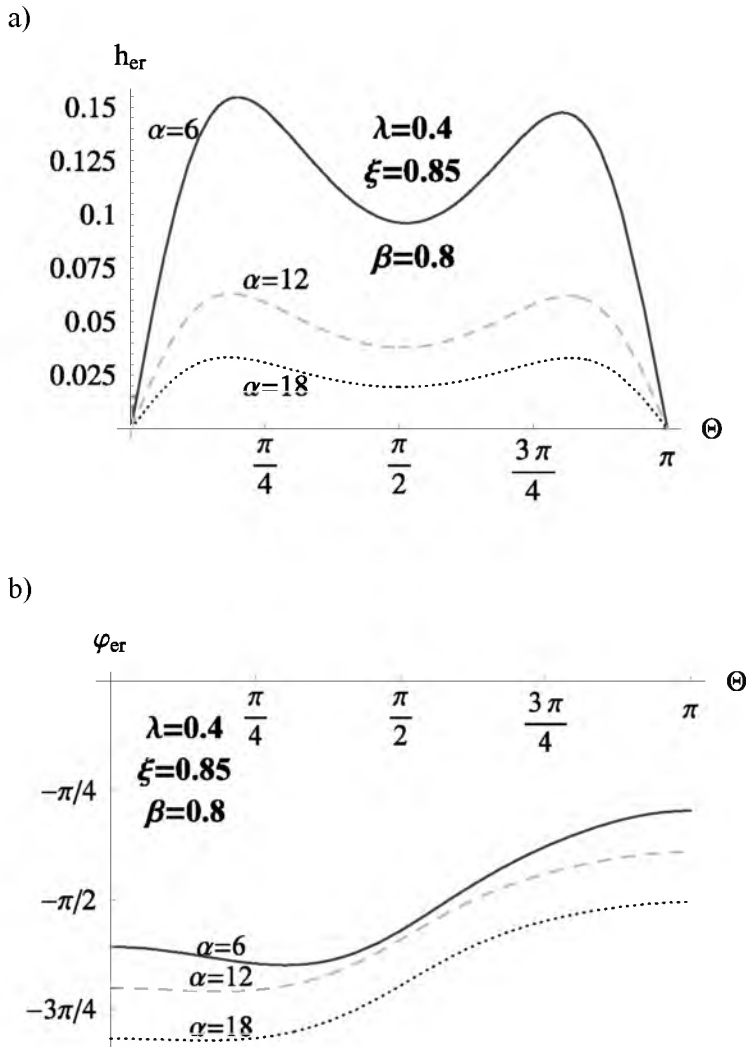 a)
h_er
0.15
α=6
λ=0.4
0.125
ξ=0.85
0.1
β=0.8
0.075
α=12
0.05
0.025
α=18
Θ
π/4
π/2
3 π/4
π
b)
φ_er
Θ
π/4
π/2
3 π/4
π
λ=0.4
ξ=0.85
β=0.8
−π/4
−π/2
α=6
α=12
−3π/4
α=18